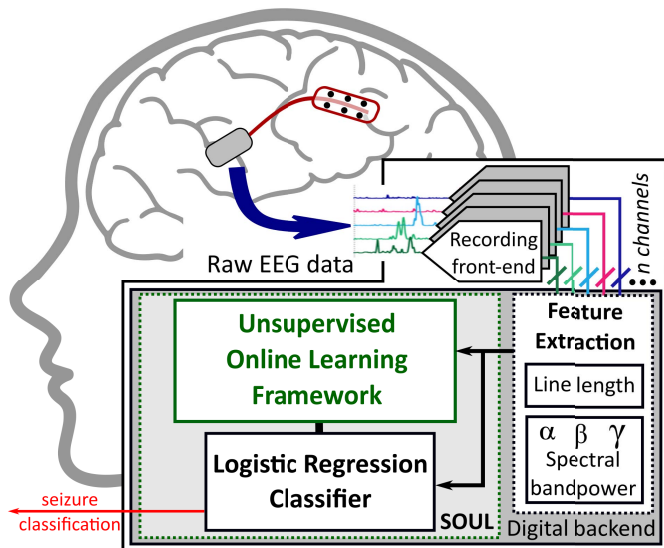 Recording
front-end
n channels
Raw EEG data
Unsupervised
Online Learning
Framework
Feature
Extraction
Line length
α β γ
Spectral
bandpower
Logistic Regression
Classifier
seizure
classification
SOUL
Digital backend